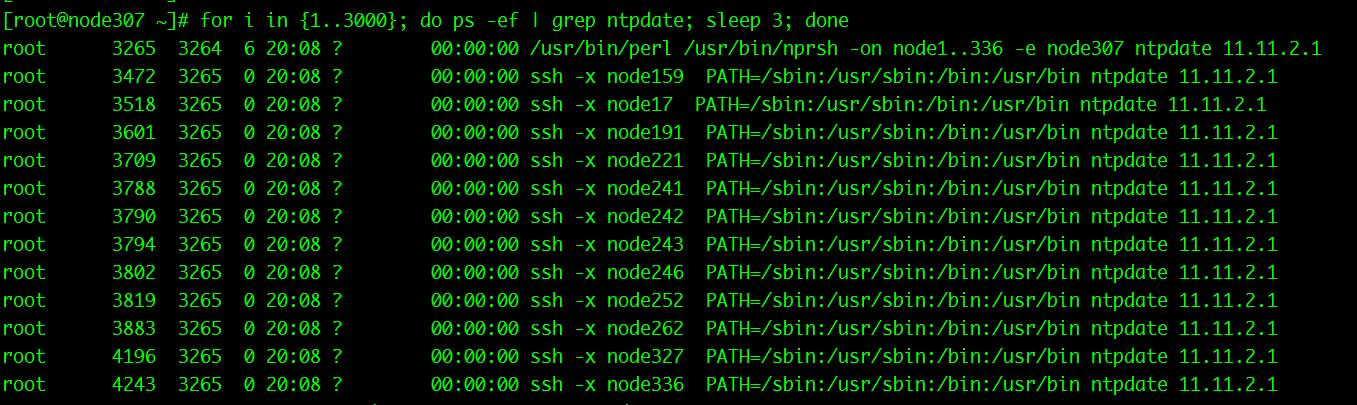 [root@node307 ~]# for i in {1..3000}; do ps -ef | grep ntpdate; sleep 3; done
root 3265 3264 6 20:08 ? 00:00:00 /usr/bin/perl /usr/bin/nprsh -on node1..336 -e node307 ntpdate 11.11.2.1
root 3472 3265 0 20:08 ? 00:00:00 ssh -x node159 PATH=/sbin:/usr/sbin:/bin:/usr/bin ntpdate 11.11.2.1
root 3518 3265 0 20:08 ? 00:00:00 ssh -x node17 PATH=/sbin:/usr/sbin:/bin:/usr/bin ntpdate 11.11.2.1
root 3601 3265 0 20:08 ? 00:00:00 ssh -x node191 PATH=/sbin:/usr/sbin:/bin:/usr/bin ntpdate 11.11.2.1
root 3709 3265 0 20:08 ? 00:00:00 ssh -x node221 PATH=/sbin:/usr/sbin:/bin:/usr/bin ntpdate 11.11.2.1
root 3788 3265 0 20:08 ? 00:00:00 ssh -x node241 PATH=/sbin:/usr/sbin:/bin:/usr/bin ntpdate 11.11.2.1
root 3790 3265 0 20:08 ? 00:00:00 ssh -x node242 PATH=/sbin:/usr/sbin:/bin:/usr/bin ntpdate 11.11.2.1
root 3794 3265 0 20:08 ? 00:00:00 ssh -x node243 PATH=/sbin:/usr/sbin:/bin:/usr/bin ntpdate 11.11.2.1
root 3802 3265 0 20:08 ? 00:00:00 ssh -x node246 PATH=/sbin:/usr/sbin:/bin:/usr/bin ntpdate 11.11.2.1
root 3819 3265 0 20:08 ? 00:00:00 ssh -x node252 PATH=/sbin:/usr/sbin:/bin:/usr/bin ntpdate 11.11.2.1
root 3883 3265 0 20:08 ? 00:00:00 ssh -x node262 PATH=/sbin:/usr/sbin:/bin:/usr/bin ntpdate 11.11.2.1
root 4196 3265 0 20:08 ? 00:00:00 ssh -x node327 PATH=/sbin:/usr/sbin:/bin:/usr/bin ntpdate 11.11.2.1
root 4243 3265 0 20:08 ? 00:00:00 ssh -x node336 PATH=/sbin:/usr/sbin:/bin:/usr/bin ntpdate 11.11.2.1